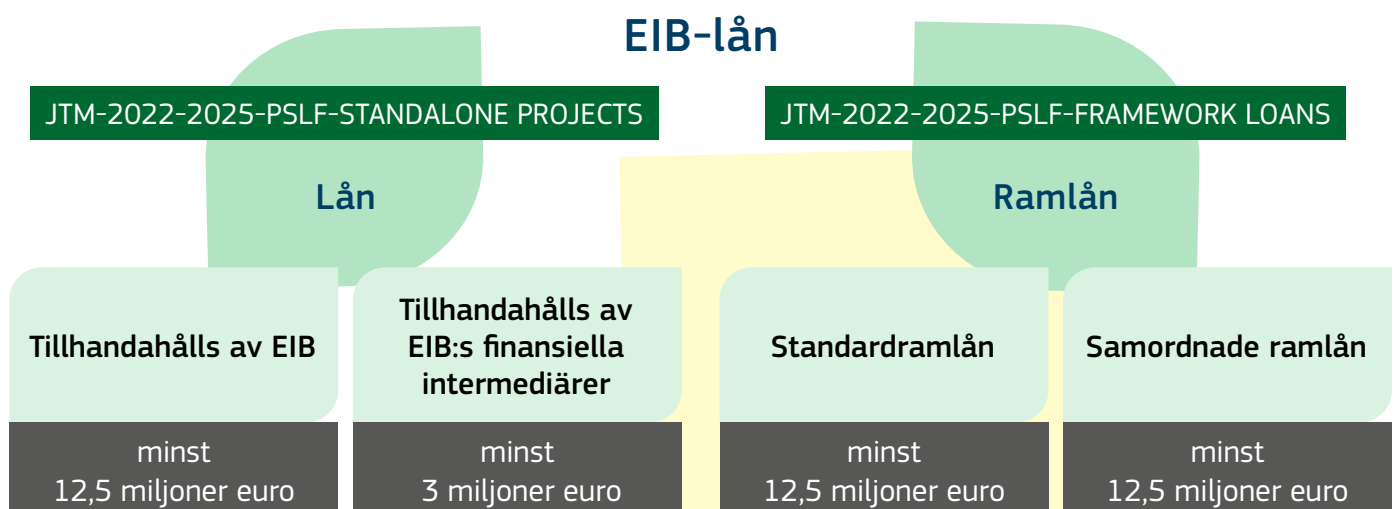 EIB-lån
JTM-2022-2025-PSLF-STANDALONE PROJECTS
Lån
Tillhandahålls av EIB
minst
12,5 miljoner euro
Tillhandahålls av
EIB:s finansiella
intermediärer
minst
3 miljoner euro
JTM-2022-2025-PSLF-FRAMEWORK LOANS
Ramlån
Standardramlån
minst
12,5 miljoner euro
Samordnade ramlån
minst
12,5 miljoner euro